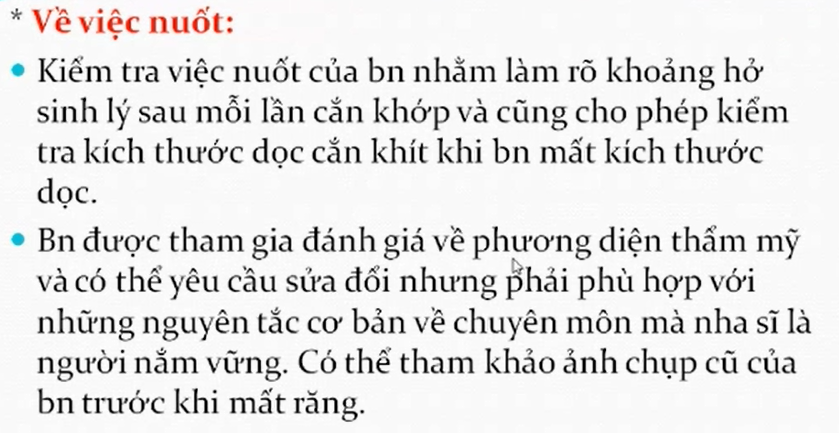 * Về việc nuốt:
• Kiểm tra việc nuốt của bn nhằm làm rõ khoảng hở
sinh lý sau mỗi lần cắn khớp và cũng cho phép kiểm
tra kích thước dọc cắn khít khi bn mất kích thước
dọc.
• Bn được tham gia đánh giá về phương diện thẩm mỹ
và có thể yêu cầu sửa đổi nhưng phải phù hợp với
những nguyên tắc cơ bản về chuyên môn mà nha sĩ là
người nắm vững. Có thể tham khảo ảnh chụp cũ của
bn trước khi mất răng.